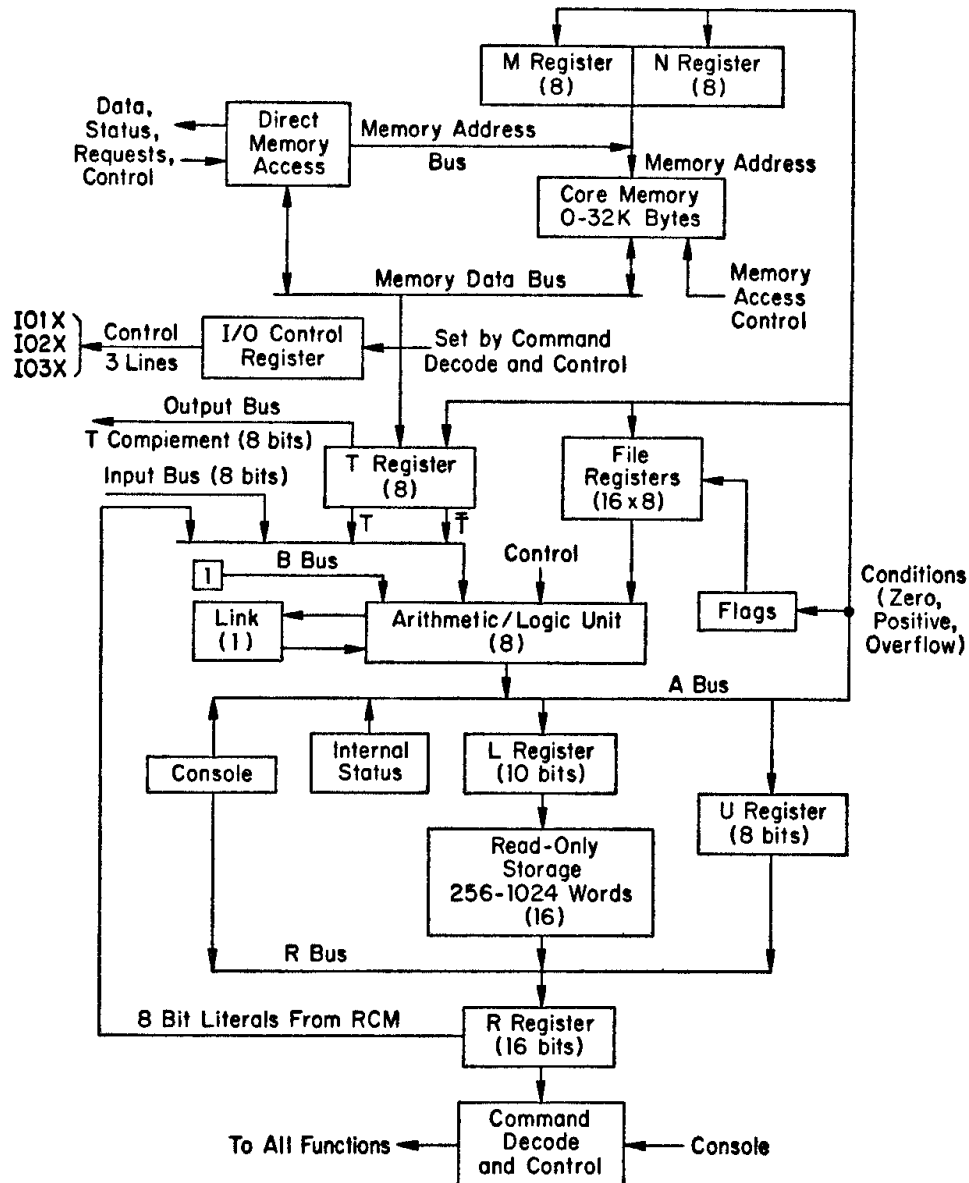 M Register
(8)
N Register
(8)
Data,
Status,
Requests,
Control
Direct
Memory
Access
Memory Address
Bus
Memory Address
Core Memory
0-32K Bytes
Memory Data Bus
Memory
Access
Control
IO1X
IO2X
IO3X
Control
3 Lines
I/O Control
Register
Set by Command
Decode and Control
Output Bus
T Compiement (8 bits)
Input Bus (8 bits)
T Register
(8)
File
Registers
(16 x 8)
T
T̅
B Bus
Control
1
Link
(1)
Arithmetic/Logic Unit
(8)
Flags
Conditions
(Zero,
Positive,
Overflow)
A Bus
Console
Internal
Status
L Register
(10 bits)
U Register
(8 bits)
Read-Only
Storage
256-1024 Words
(16)
R Bus
8 Bit Literals From RCM
R Register
(16 bits)
To All Functions
Command
Decode
and Control
Console